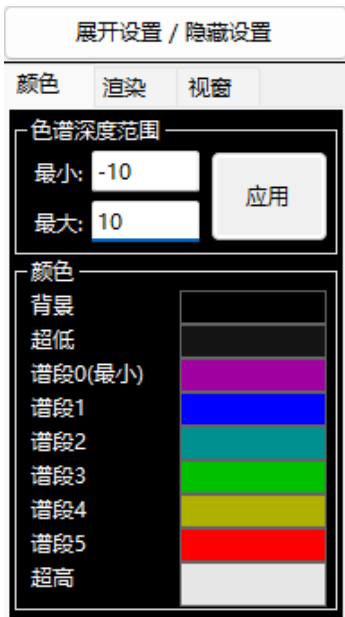 展开设置 / 隐藏设置
颜色 渲染 视窗
色谱深度范围
最小: -10
应用
最大: 10
颜色
背景
超低
谱段0(最小)
谱段1
谱段2
谱段3
谱段4
谱段5
超高